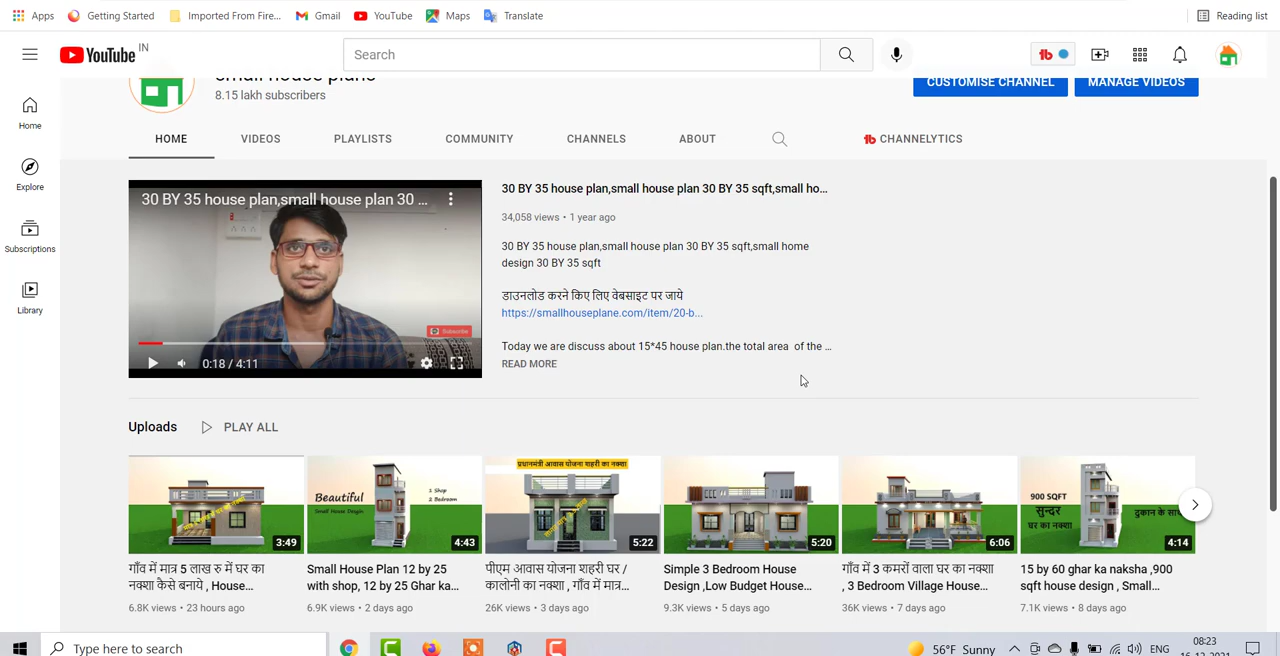 Apps Getting Started Imported From Fire... Gmail YouTube Maps Translate Reading list
YouTube IN Search
small house plans
8.15 lakh subscribers CUSTOMISE CHANNEL MANAGE VIDEOS
Home
Explore
Subscriptions
Library
HOME VIDEOS PLAYLISTS COMMUNITY CHANNELS ABOUT CHANNELYTICS
30 BY 35 house plan,small house plan 30 ...
Subscribe
0:18 / 4:11
30 BY 35 house plan,small house plan 30 BY 35 sqft,small ho...
34,058 views • 1 year ago
30 BY 35 house plan,small house plan 30 BY 35 sqft,small home
design 30 BY 35 sqft
डाउनलोड करने किए लिए वेबसाइट पर जाये
https://smallhouseplane.com/item/20-b...
Today we are discuss about 15*45 house plan.the total area of the ...
READ MORE
Uploads PLAY ALL
3:49
Beautiful
Small House Desgin
1 Shop
2 Bedroom
4:43
प्रधानमंत्री आवास योजना शहरी का नक्शा
5:22
5:20
6:06
900 SQFT
सुन्दर
घर का नक्शा
दुकान के सा
4:14
गाँव में मात्र 5 लाख रु में घर का
नक्शा कैसे बनाये , House...
6.8K views • 23 hours ago
Small House Plan 12 by 25
with shop, 12 by 25 Ghar ka...
6.9K views • 2 days ago
पीएम आवास योजना शहरी घर /
कालोनी का नक्शा , गाँव में मात्र...
26K views • 3 days ago
Simple 3 Bedroom House
Design ,Low Budget House...
9.3K views • 5 days ago
गाँव में 3 कमरों वाला घर का नक्शा
, 3 Bedroom Village House...
36K views • 7 days ago
15 by 60 ghar ka naksha ,900
sqft house design , Small...
7.1K views • 8 days ago
Type here to search 56°F Sunny ENG 08:23
16-12-2021